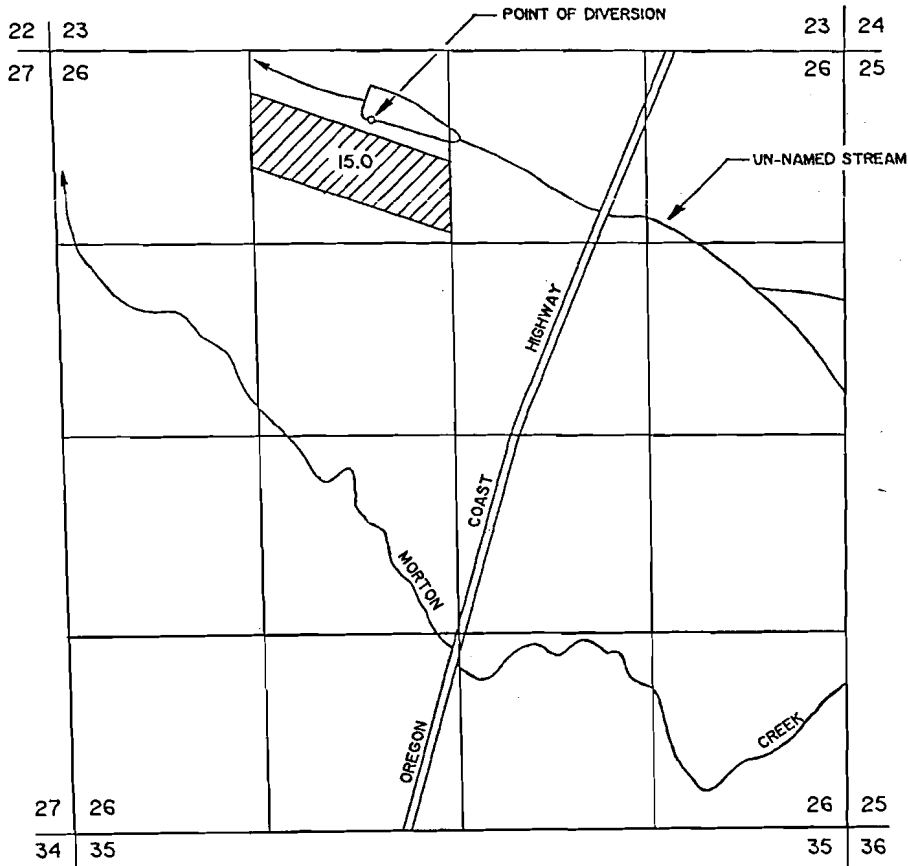 POINT OF DIVERSION
22 23
23 24
27 26
26 25
15.0
UN-NAMED STREAM
HIGHWAY
COAST
MORTON
OREGON
CREEK
27 26
26 25
34 35
35 36